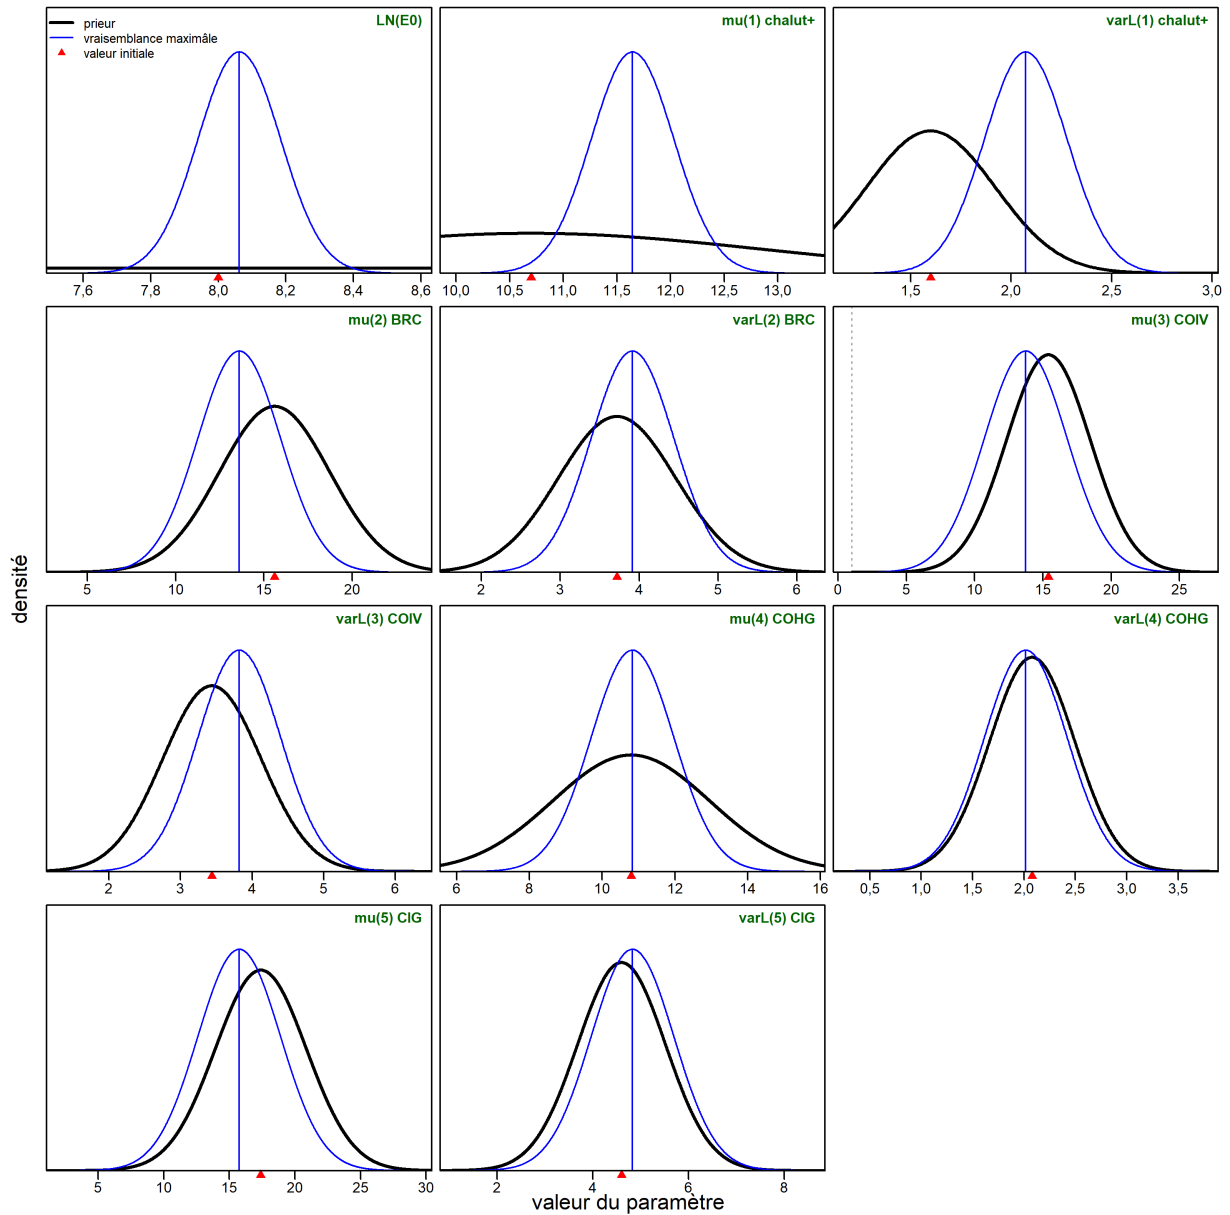 LN(E0)
prieur
vraisemblance maximâle
valeur initiale
7,6 7,8 8,0 8,2 8,4 8,6
mu(1) chalut+
10,0 10,5 11,0 11,5 12,0 12,5 13,0
varL(1) chalut+
1,5 2,0 2,5 3,0
mu(2) BRC
5 10 15 20
varL(2) BRC
2 3 4 5 6
mu(3) COIV
0 5 10 15 20 25
varL(3) COIV
2 3 4 5 6
mu(4) COHG
6 8 10 12 14 16
varL(4) COHG
0,5 1,0 1,5 2,0 2,5 3,0 3,5
mu(5) CIG
5 10 15 20 25 30
varL(5) CIG
2 4 6 8
densité
valeur du paramètre